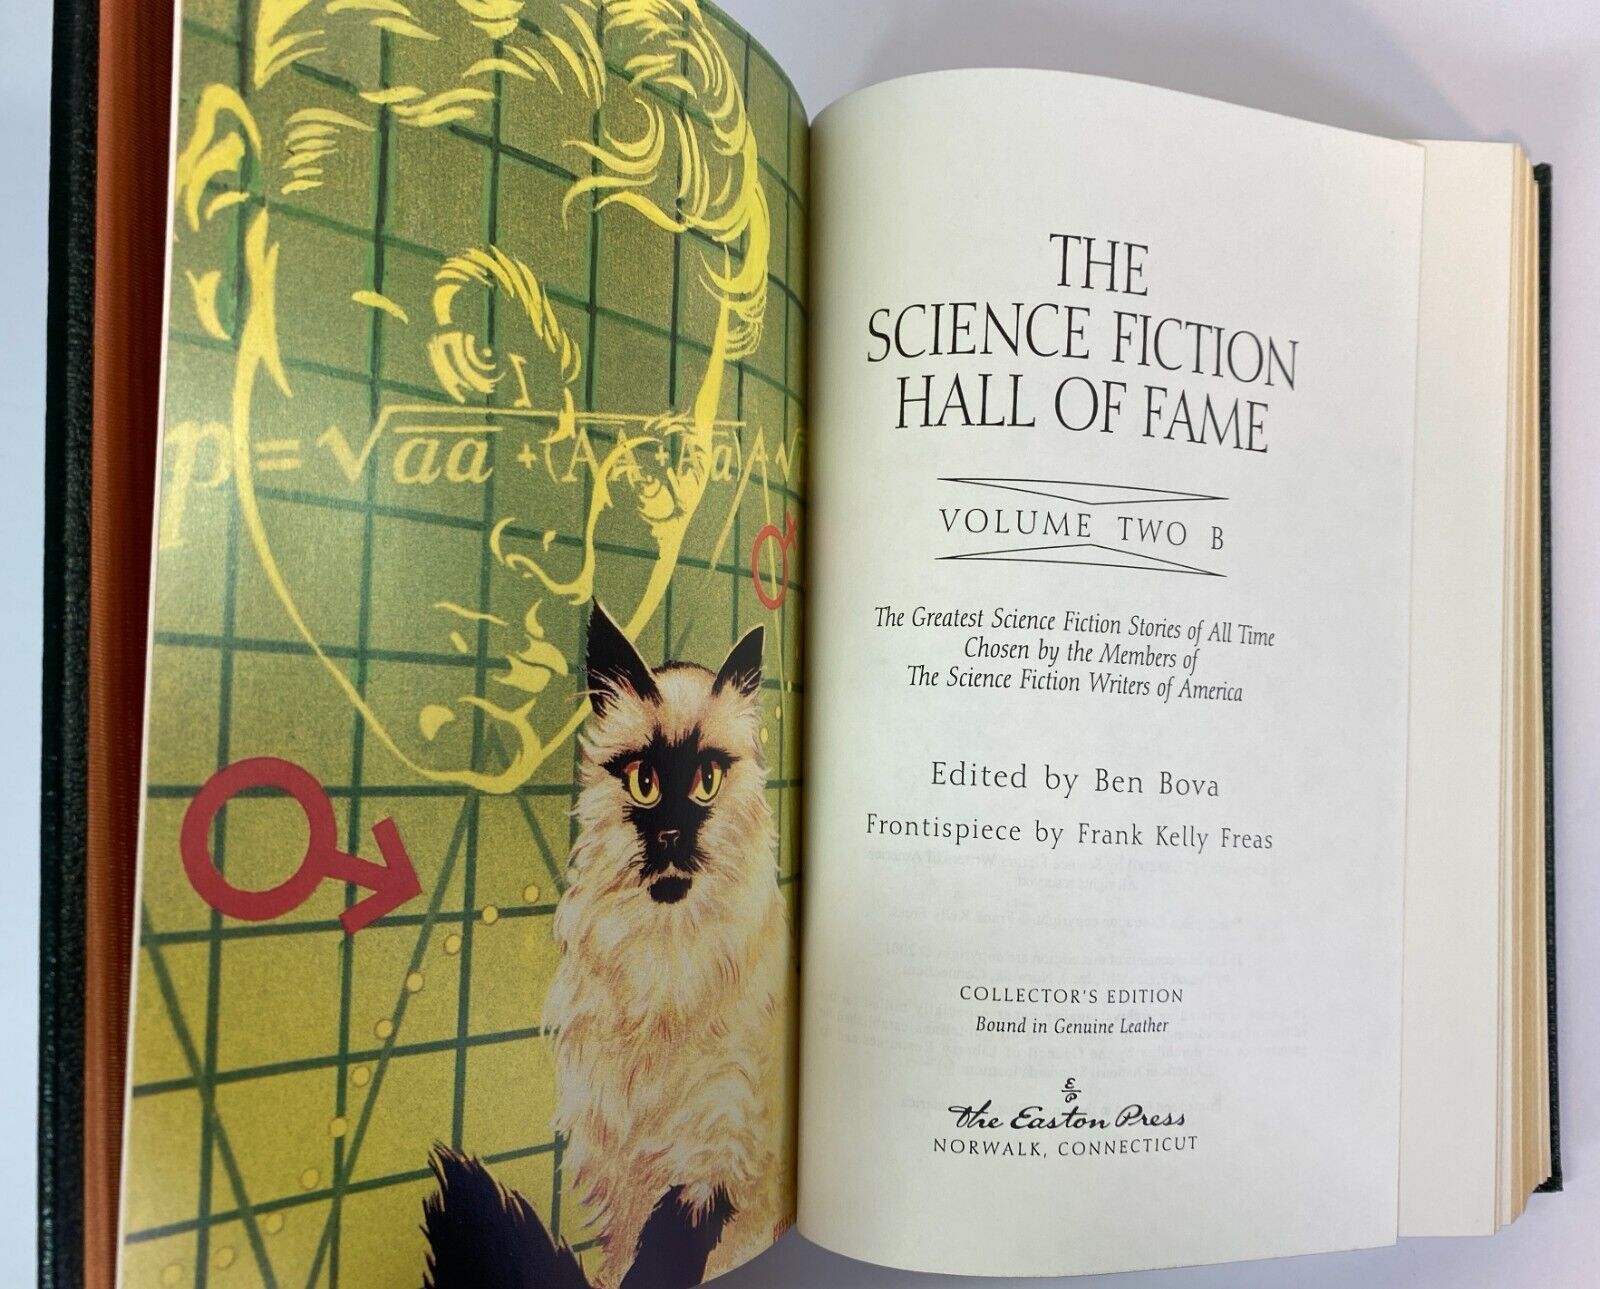 p = √aa + (AA + Aa) A √
THE
SCIENCE FICTION
HALL OF FAME
VOLUME TWO B
The Greatest Science Fiction Stories of All Time
Chosen by the Members of
The Science Fiction Writers of America
Edited by Ben Bova
Frontispiece by Frank Kelly Freas
COLLECTOR'S EDITION
Bound in Genuine Leather
E
P
The Easton Press
NORWALK, CONNECTICUT